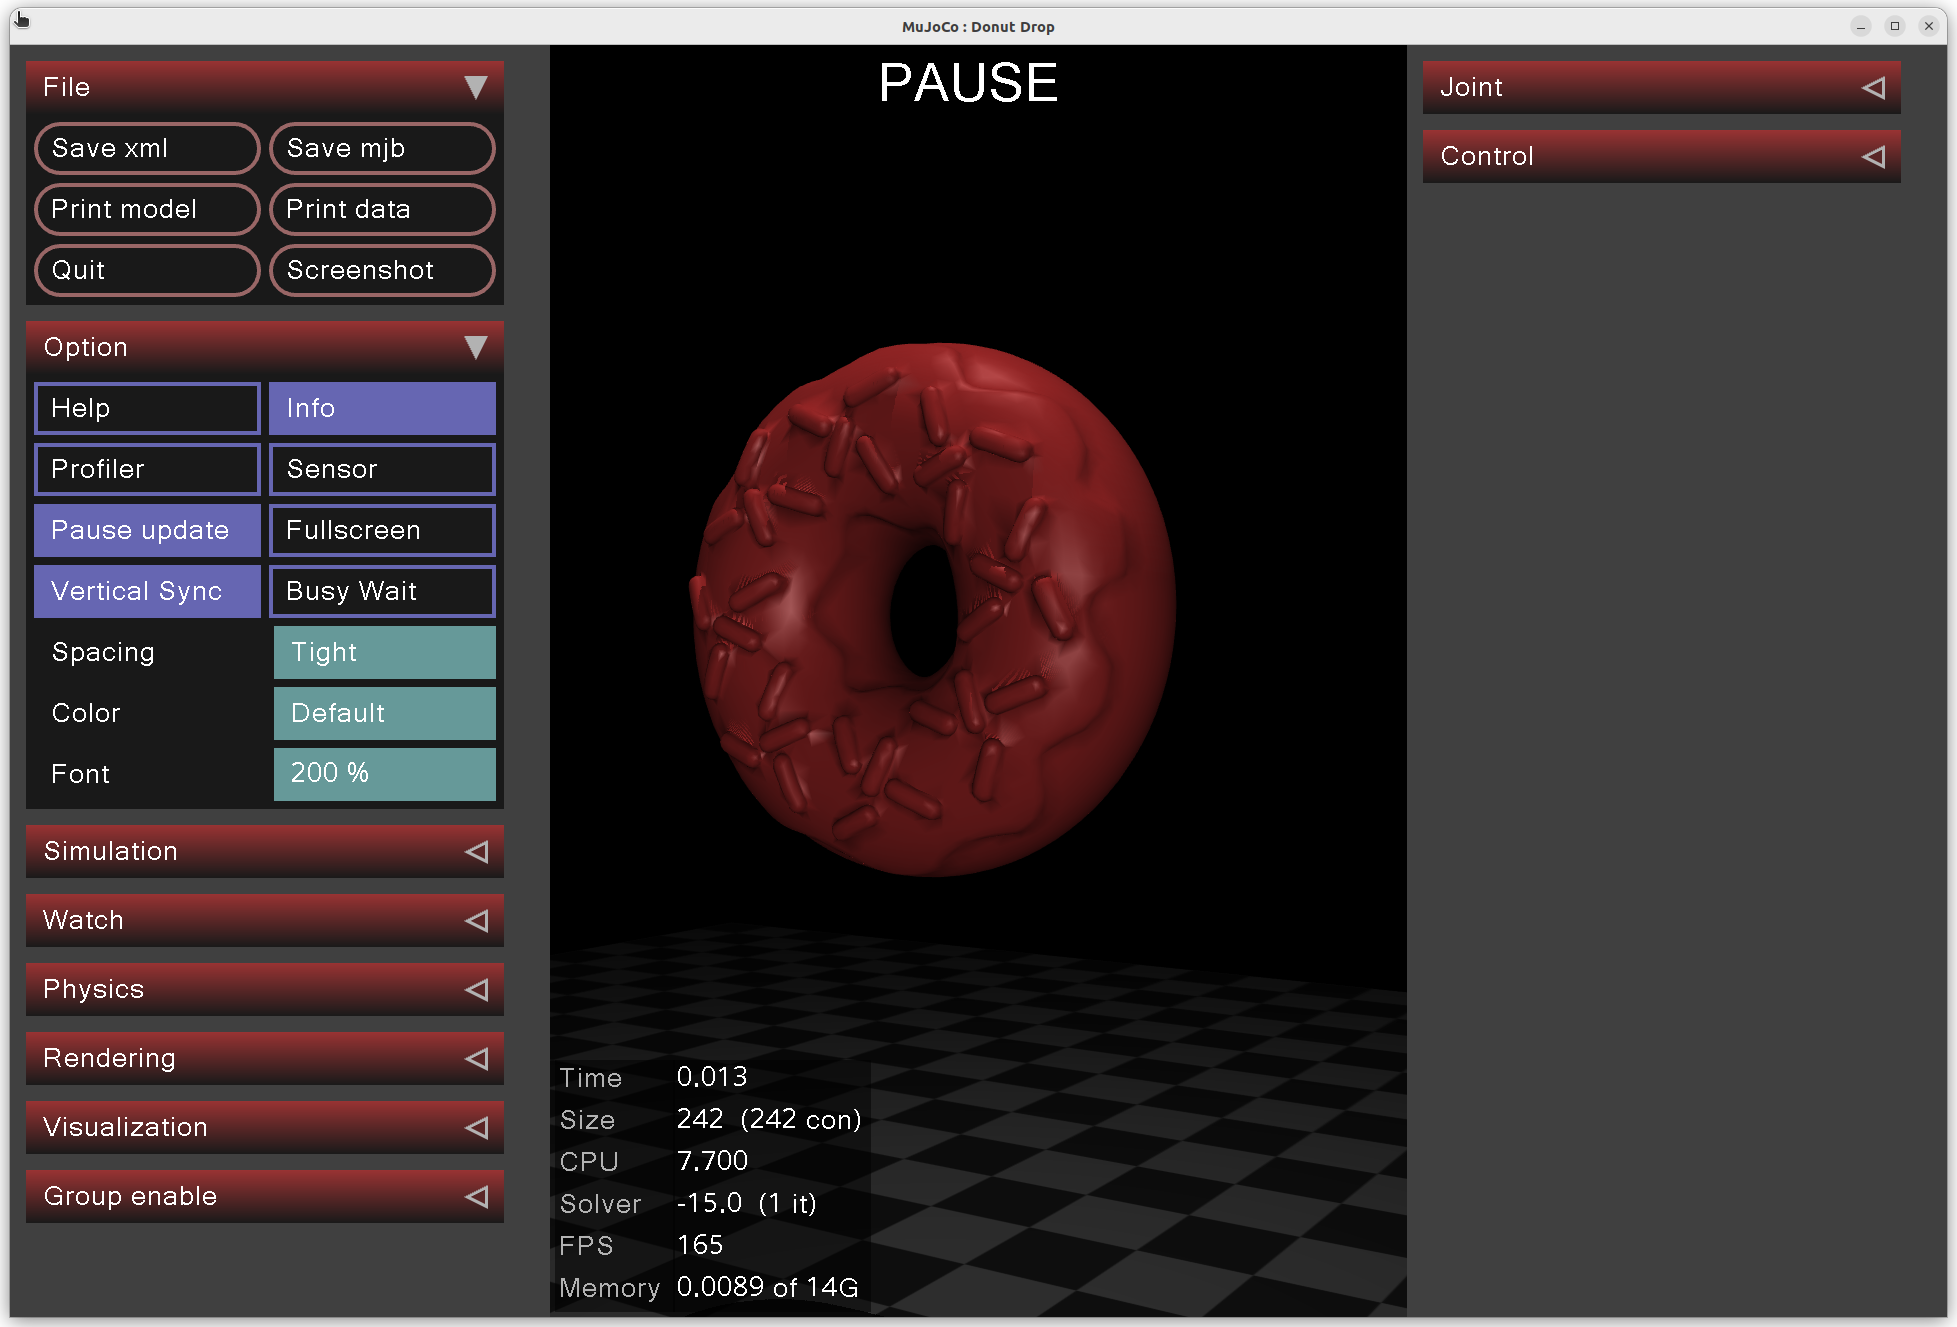 MuJoCo : Donut Drop
File
Save xml
Save mjb
Print model
Print data
Quit
Screenshot
Option
Help
Info
Profiler
Sensor
Pause update
Fullscreen
Vertical Sync
Busy Wait
Spacing
Tight
Color
Default
Font
200 %
Simulation
Watch
Physics
Rendering
Visualization
Group enable
PAUSE
Time 0.013
Size 242 (242 con)
CPU 7.700
Solver -15.0 (1 it)
FPS 165
Memory 0.0089 of 14G
Joint
Control